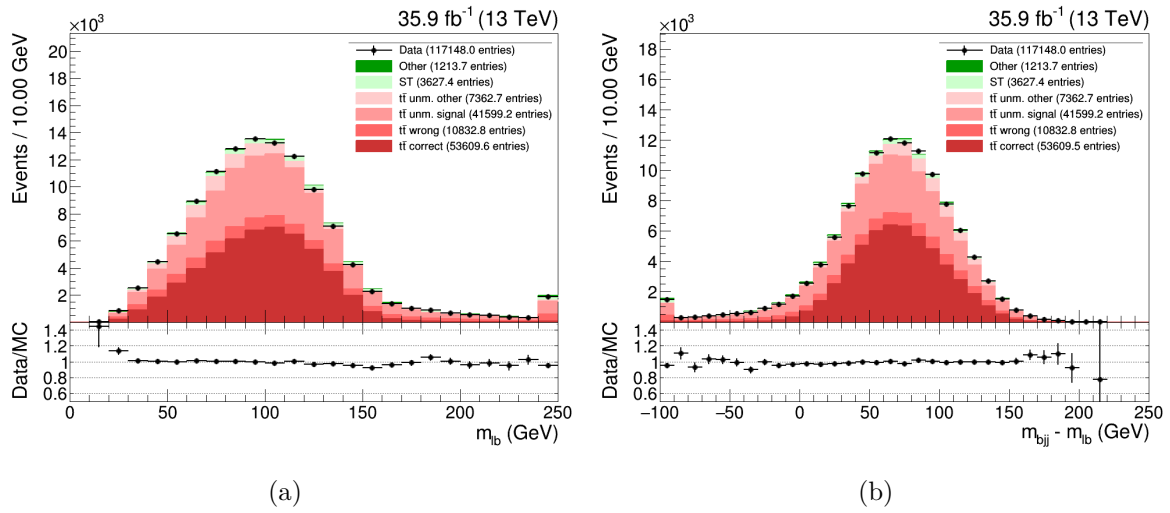 35.9 fb⁻¹ (13 TeV)
×10³
Events / 10.00 GeV
20
18
16
14
12
10
8
6
4
2
Data (117148.0 entries)
Other (1213.7 entries)
ST (3627.4 entries)
tt̄ unm. other (7362.7 entries)
tt̄ unm. signal (41599.2 entries)
tt̄ wrong (10832.8 entries)
tt̄ correct (53609.6 entries)
Data/MC
1.4
1.2
1
0.8
0.6
0 50 100 150 200 250
m_lb (GeV)
(a)
35.9 fb⁻¹ (13 TeV)
×10³
Events / 10.00 GeV
18
16
14
12
10
8
6
4
2
Data (117148.0 entries)
Other (1213.7 entries)
ST (3627.4 entries)
tt̄ unm. other (7362.7 entries)
tt̄ unm. signal (41599.2 entries)
tt̄ wrong (10832.8 entries)
tt̄ correct (53609.5 entries)
Data/MC
1.4
1.2
1
0.8
0.6
−100 −50 0 50 100 150 200 250
m_bjj - m_lb (GeV)
(b)